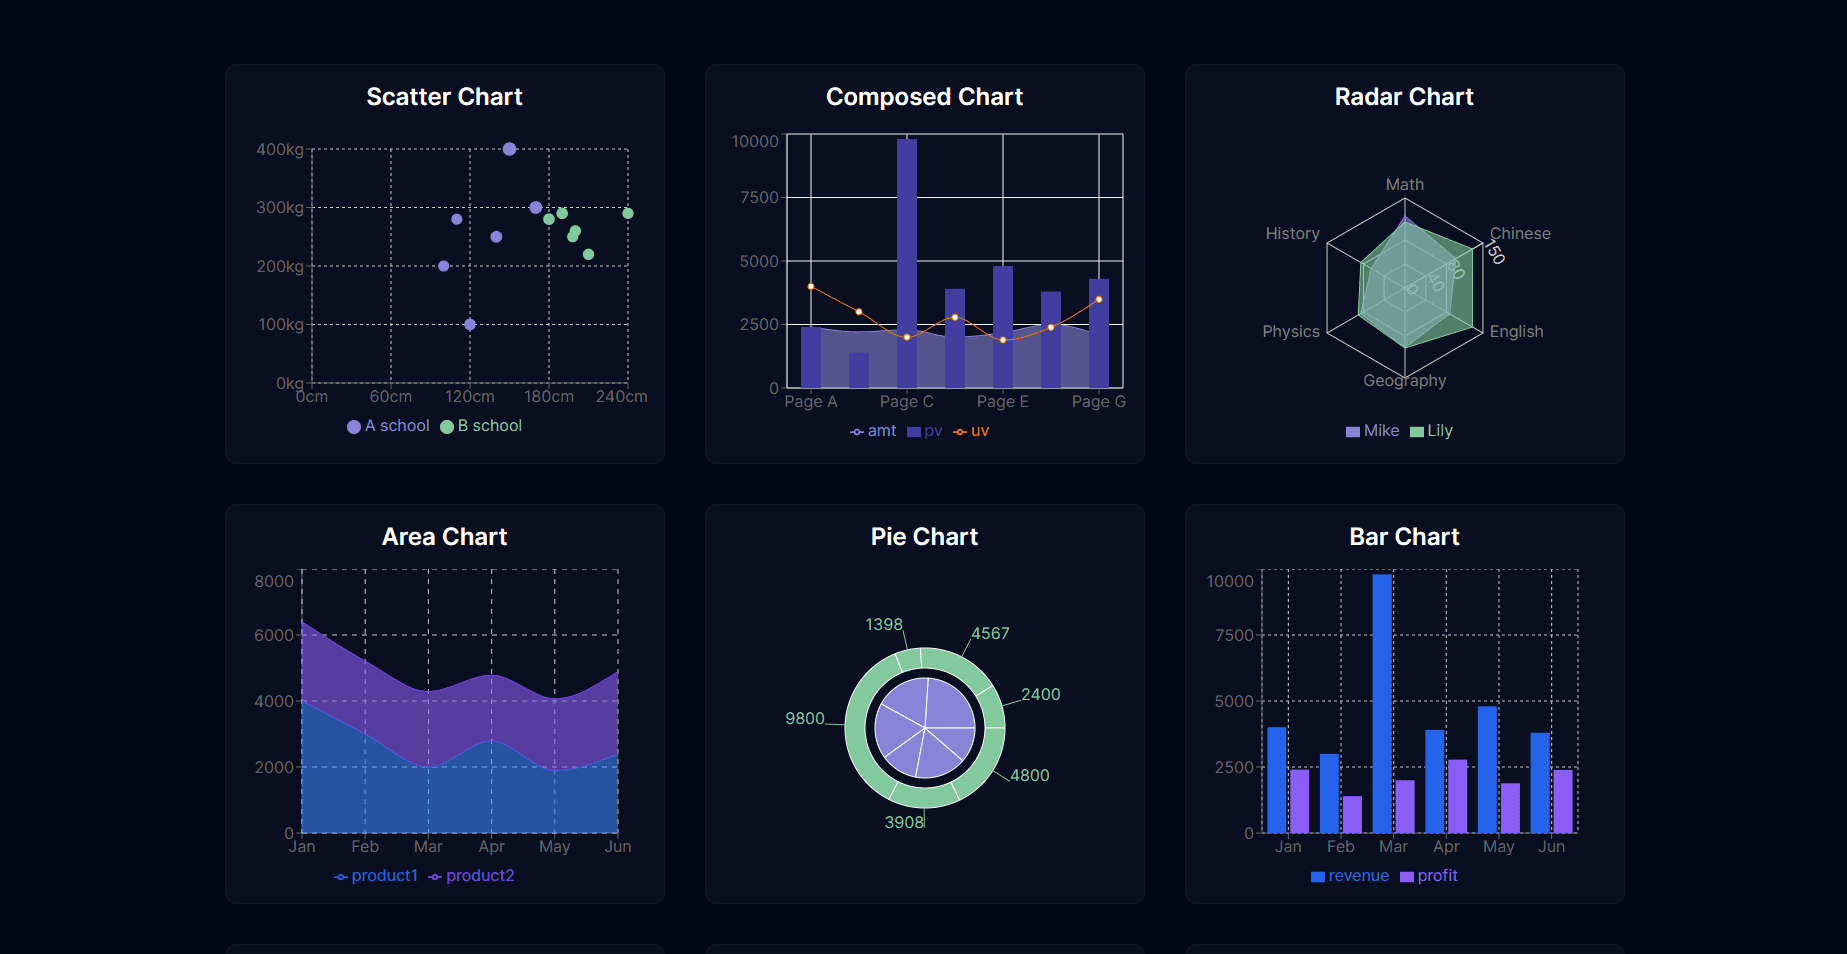 Scatter Chart
400kg
300kg
200kg
100kg
0kg
0cm 60cm 120cm 180cm 240cm
A school B school
Composed Chart
10000
7500
5000
2500
0
Page A Page C Page E Page G
amt pv uv
Radar Chart
Math
Chinese
English
Geography
Physics
History
0 40 80 150
Mike Lily
Area Chart
8000
6000
4000
2000
0
Jan Feb Mar Apr May Jun
product1 product2
Pie Chart
1398
4567
2400
9800
4800
3908
Bar Chart
10000
7500
5000
2500
0
Jan Feb Mar Apr May Jun
revenue profit